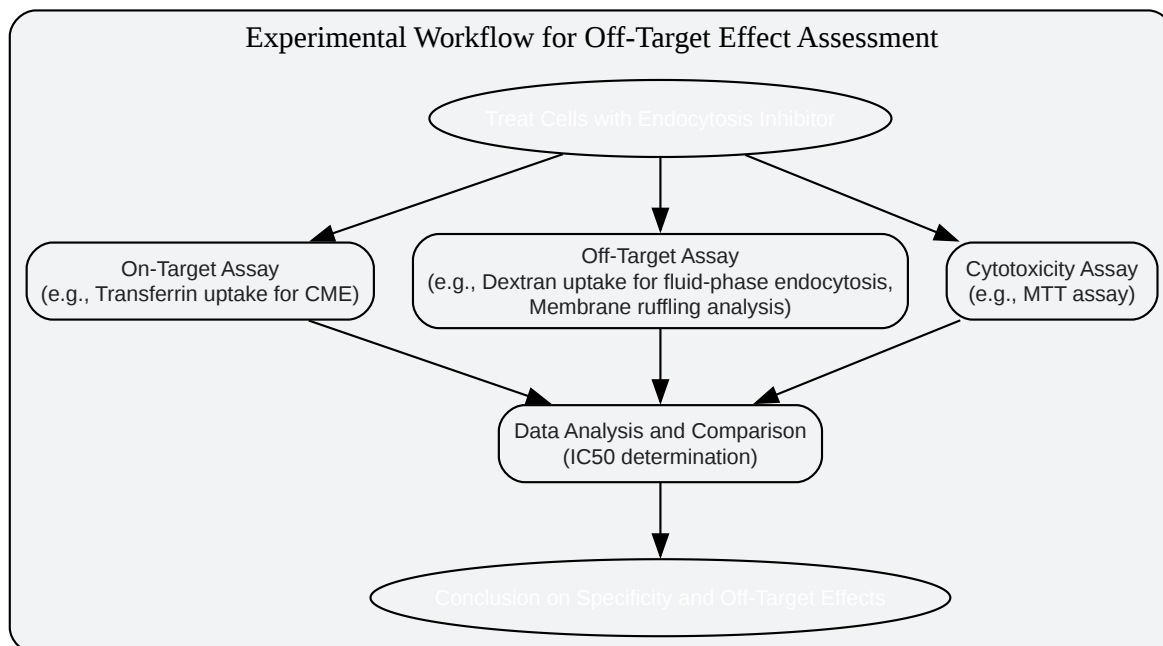 Experimental Workflow for Off-Target Effect Assessment
Treat Cells with Endocytosis Inhibitor
On-Target Assay
(e.g., Transferrin uptake for CME)
Off-Target Assay
(e.g., Dextran uptake for fluid-phase endocytosis,
Membrane ruffling analysis)
Cytotoxicity Assay
(e.g., MTT assay)
Data Analysis and Comparison
(IC50 determination)
Conclusion on Specificity and Off-Target Effects